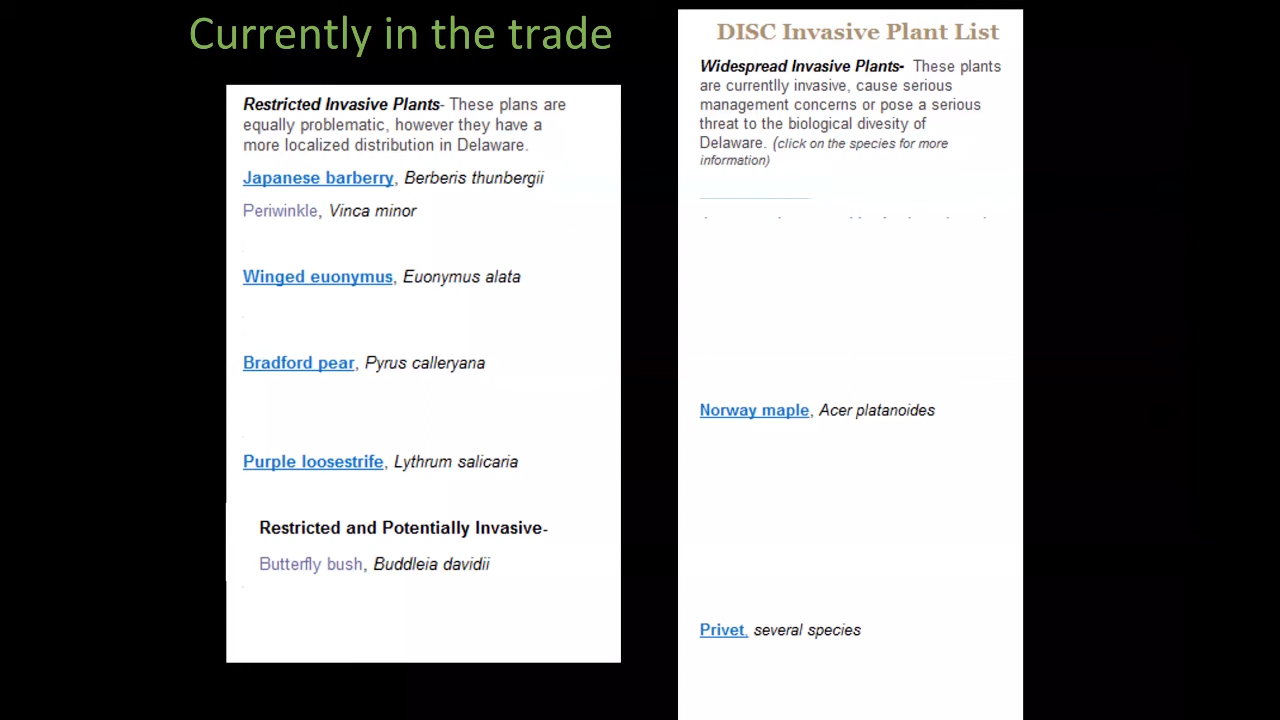 Currently in the trade
Restricted Invasive Plants- These plans are
equally problematic, however they have a
more localized distribution in Delaware.
Japanese barberry, Berberis thunbergii
Periwinkle, Vinca minor
Winged euonymus, Euonymus alata
Bradford pear, Pyrus calleryana
Purple loosestrife, Lythrum salicaria
Restricted and Potentially Invasive-
Butterfly bush, Buddleia davidii
DISC Invasive Plant List
Widespread Invasive Plants- These plants
are currentlly invasive, cause serious
management concerns or pose a serious
threat to the biological divesity of
Delaware. (click on the species for more
information)
Norway maple, Acer platanoides
Privet, several species